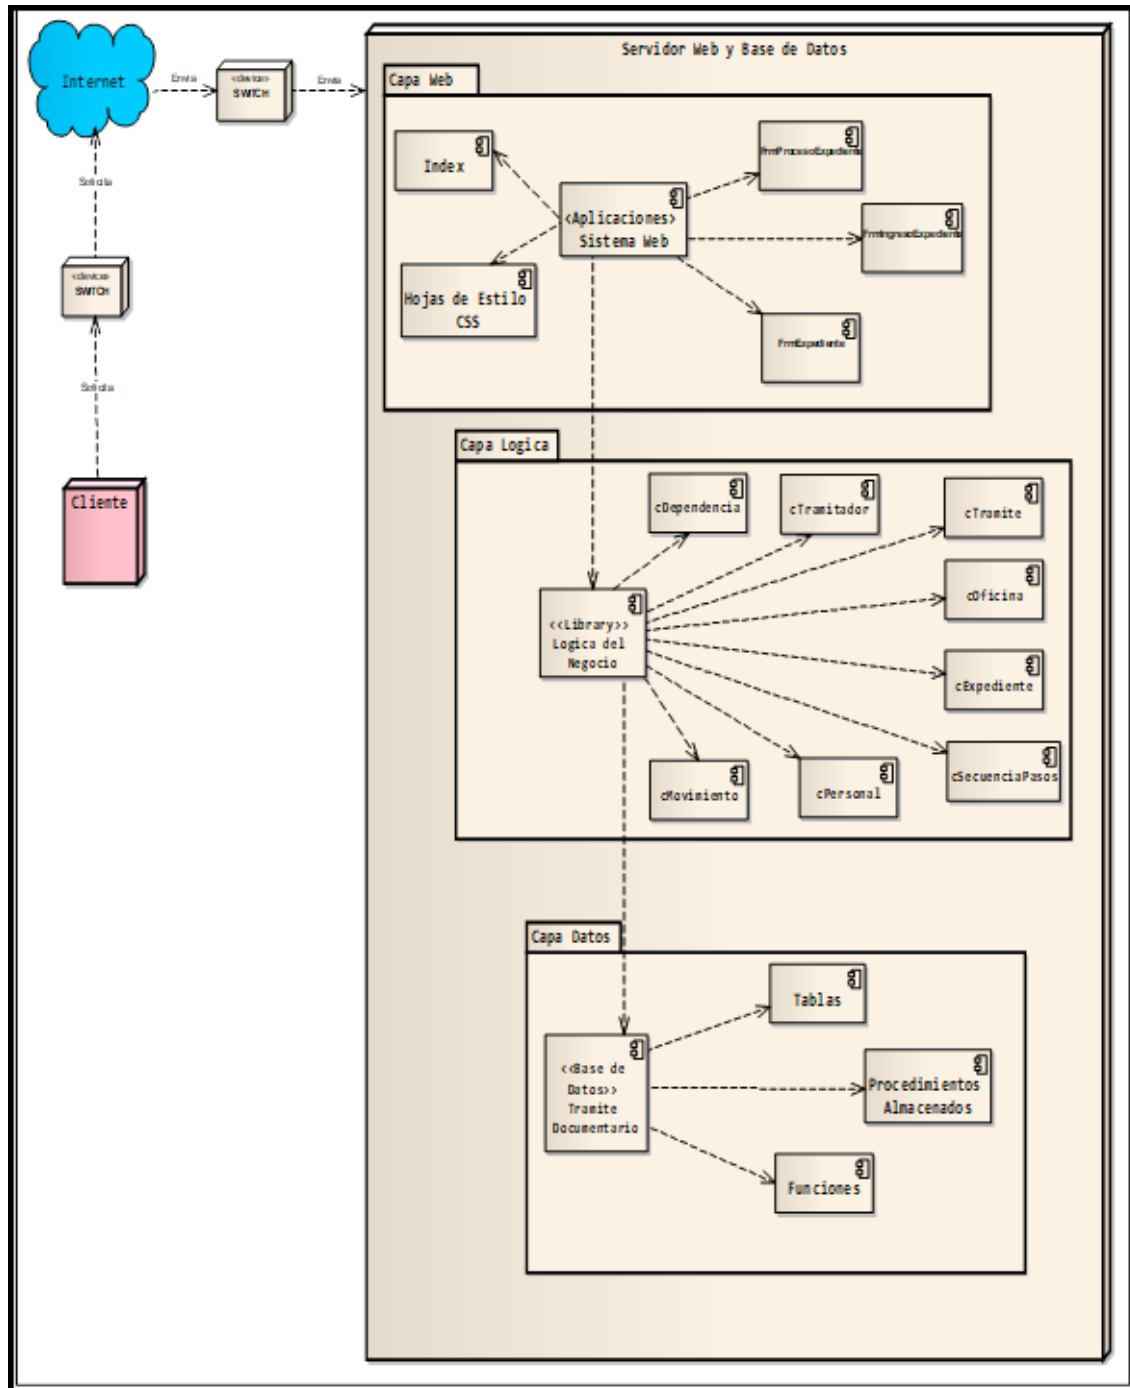 Servidor Web y Base de Datos
Internet
Envia
«device»
SWITCH
Envia
Capa Web
Index
FrmProcesoExpediente
<Aplicaciones>
Sistema Web
FrmIngresoExpediente
Hojas de Estilo
CSS
FrmExpediente
Solicita
«device»
SWITCH
Solicita
Cliente
Capa Logica
cDependencia
cTramitador
cTramite
cOficina
<<Library>>
Logica del
Negocio
cExpediente
cSecuenciaPasos
cMovimiento
cPersonal
Capa Datos
Tablas
<<Base de
Datos>>
Tramite
Documentario
Procedimientos
Almacenados
Funciones